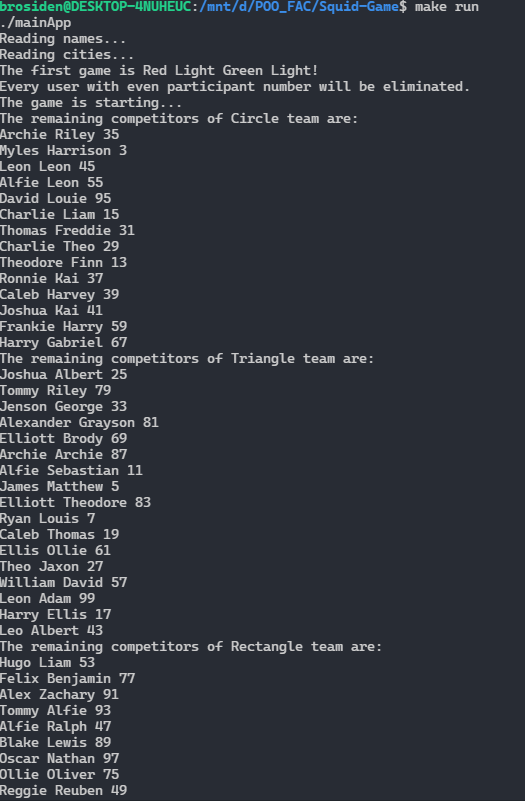 brosiden@DESKTOP-4NUHEUC:/mnt/d/POO_FAC/Squid-Game$ make run
./mainApp
Reading names...
Reading cities...
The first game is Red Light Green Light!
Every user with even participant number will be eliminated.
The game is starting...
The remaining competitors of Circle team are:
Archie Riley 35
Myles Harrison 3
Leon Leon 45
Alfie Leon 55
David Louie 95
Charlie Liam 15
Thomas Freddie 31
Charlie Theo 29
Theodore Finn 13
Ronnie Kai 37
Caleb Harvey 39
Joshua Kai 41
Frankie Harry 59
Harry Gabriel 67
The remaining competitors of Triangle team are:
Joshua Albert 25
Tommy Riley 79
Jenson George 33
Alexander Grayson 81
Elliott Brody 69
Archie Archie 87
Alfie Sebastian 11
James Matthew 5
Elliott Theodore 83
Ryan Louis 7
Caleb Thomas 19
Ellis Ollie 61
Theo Jaxon 27
William David 57
Leon Adam 99
Harry Ellis 17
Leo Albert 43
The remaining competitors of Rectangle team are:
Hugo Liam 53
Felix Benjamin 77
Alex Zachary 91
Tommy Alfie 93
Alfie Ralph 47
Blake Lewis 89
Oscar Nathan 97
Ollie Oliver 75
Reggie Reuben 49